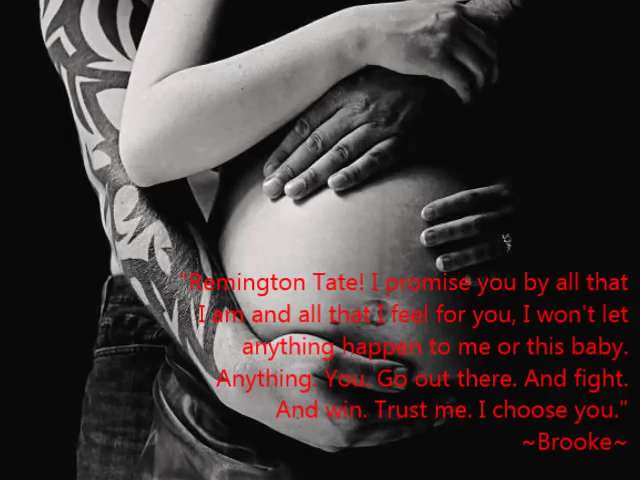 "Remington Tate! I promise you by all that
I am and all that I feel for you, I won't let
anything happen to me or this baby.
Anything. You. Go out there. And fight.
And win. Trust me. I choose you."
~Brooke~